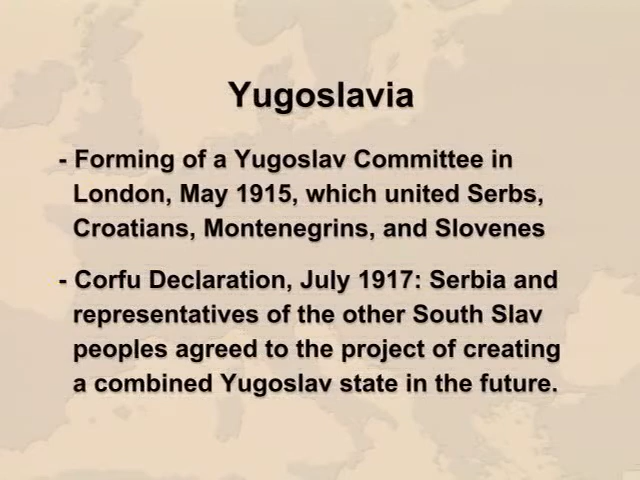 Yugoslavia
- Forming of a Yugoslav Committee in
London, May 1915, which united Serbs,
Croatians, Montenegrins, and Slovenes
- Corfu Declaration, July 1917: Serbia and
representatives of the other South Slav
peoples agreed to the project of creating
a combined Yugoslav state in the future.